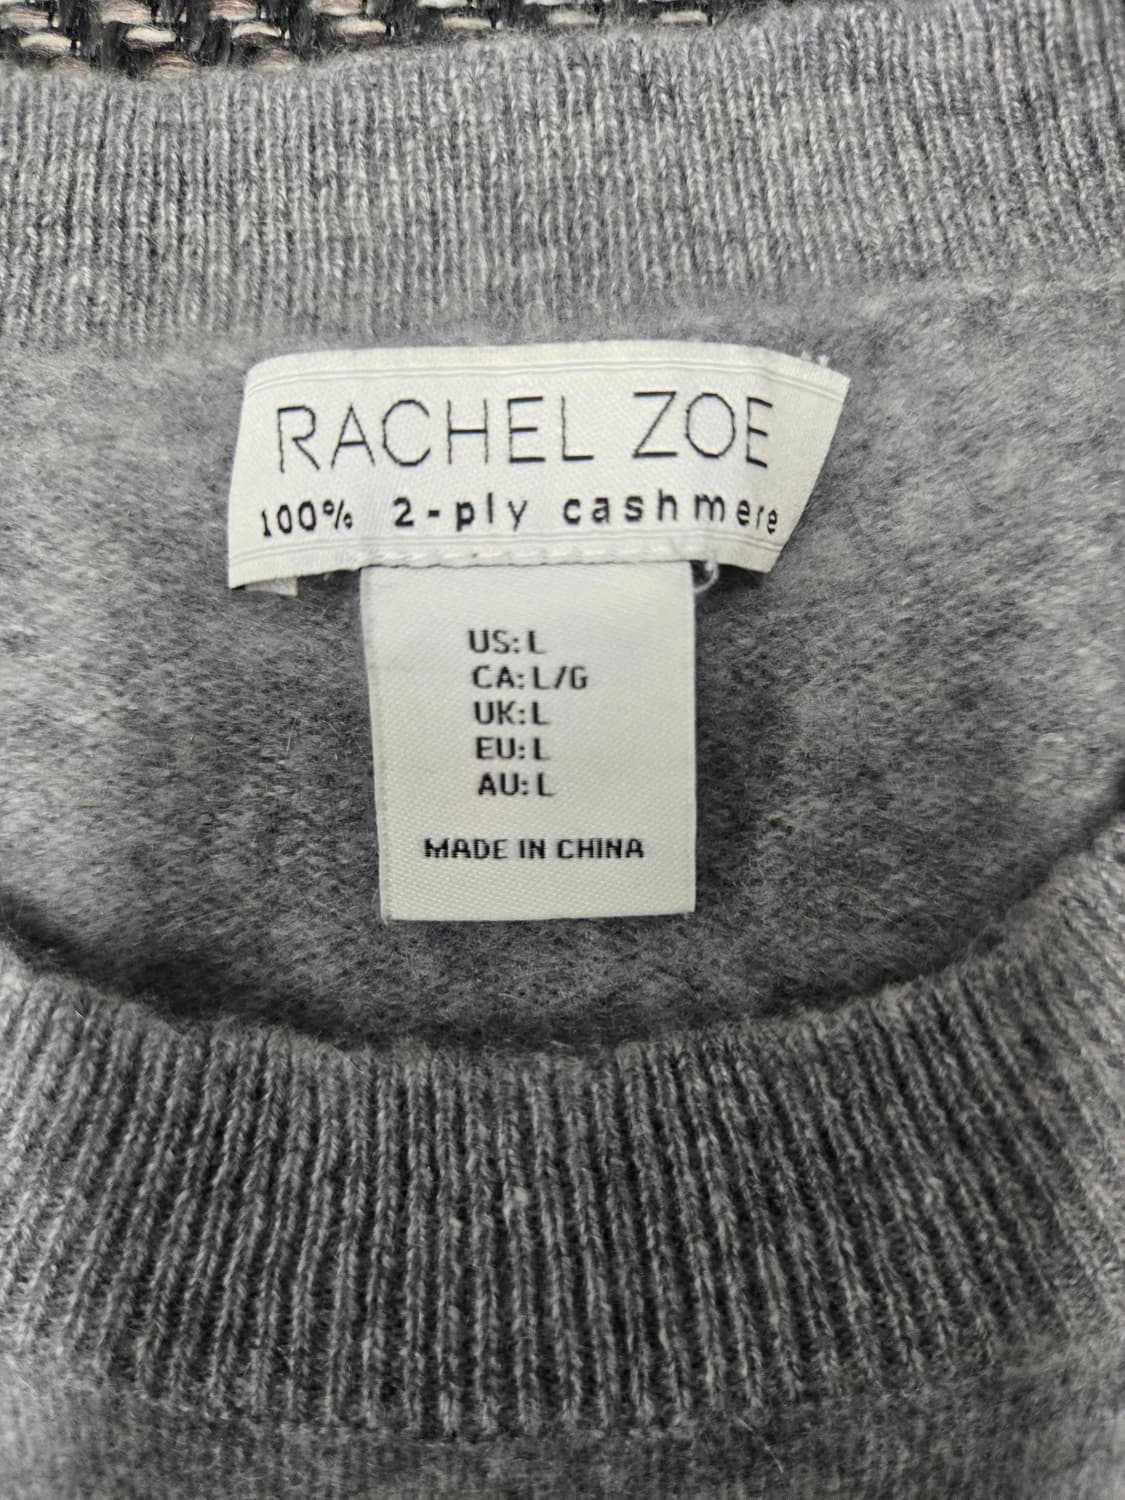 RACHEL ZOE
100% 2-ply cashmere
US: L
CA: L/G
UK: L
EU: L
AU: L
MADE IN CHINA